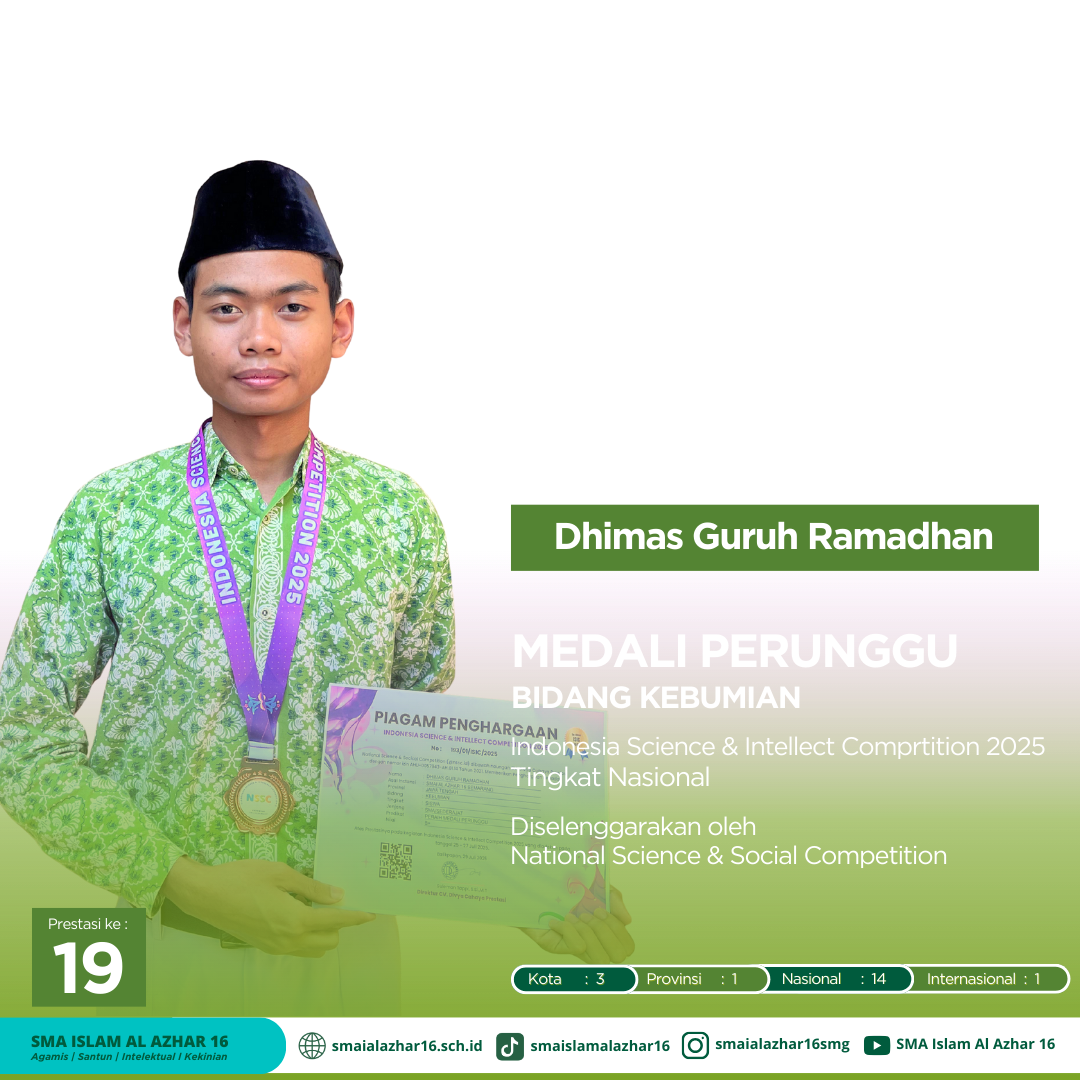 INDONESIA SCIENC
OMPETITION 2025
Dhimas Guruh Ramadhan
MEDALI PERUNGGU
BIDANG KEBUMIAN
Indonesia Science & Intellect Comprtition 2025
Tingkat Nasional
Diselenggarakan oleh
National Science & Social Competition
PIAGAM PENGHARGAAN
INDONESIA SCIENCE & INTELLECT
NSSC
Prestasi ke :
19
Kota : 3 Provinsi : 1 Nasional : 14 Internasional : 1
SMA ISLAM AL AZHAR 16
Agamis | Santun | Intelektual I Kekinian
smaialazhar16.sch.id smaislamalazhar16 smaialazhar16smg SMA Islam Al Azhar 16